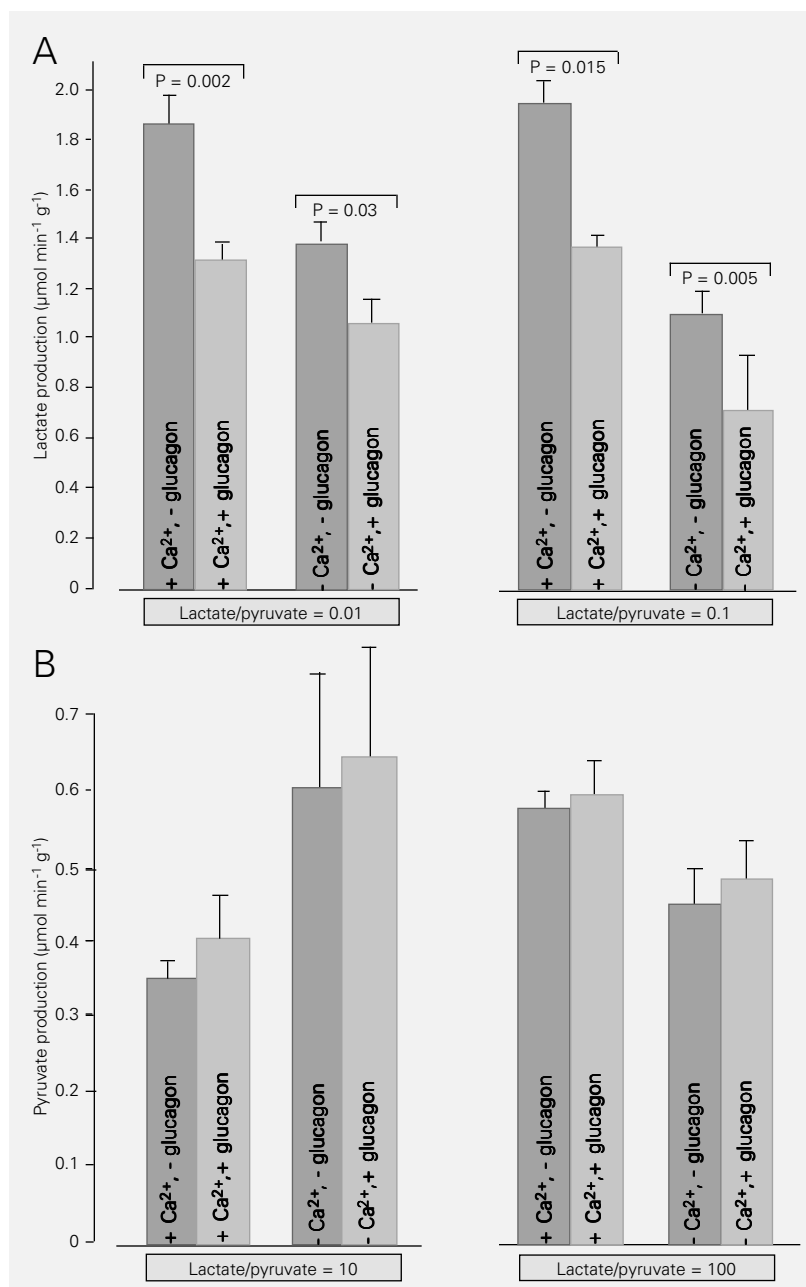 A
Lactate production (µmol min⁻¹ g⁻¹)
2.0
1.8
1.6
1.4
1.2
1.0
0.8
0.6
0.4
0.2
0
P = 0.002
P = 0.03
P = 0.015
P = 0.005
+ Ca²⁺, - glucagon
+ Ca²⁺,+ glucagon
- Ca²⁺, - glucagon
- Ca²⁺,+ glucagon
+ Ca²⁺, - glucagon
+ Ca²⁺,+ glucagon
- Ca²⁺, - glucagon
- Ca²⁺,+ glucagon
Lactate/pyruvate = 0.01
Lactate/pyruvate = 0.1
B
Pyruvate production (µmol min⁻¹ g⁻¹)
0.7
0.6
0.5
0.4
0.3
0.2
0.1
0
+ Ca²⁺, - glucagon
+ Ca²⁺,+ glucagon
- Ca²⁺, - glucagon
- Ca²⁺,+ glucagon
+ Ca²⁺, - glucagon
+ Ca²⁺,+ glucagon
- Ca²⁺, - glucagon
- Ca²⁺,+ glucagon
Lactate/pyruvate = 10
Lactate/pyruvate = 100